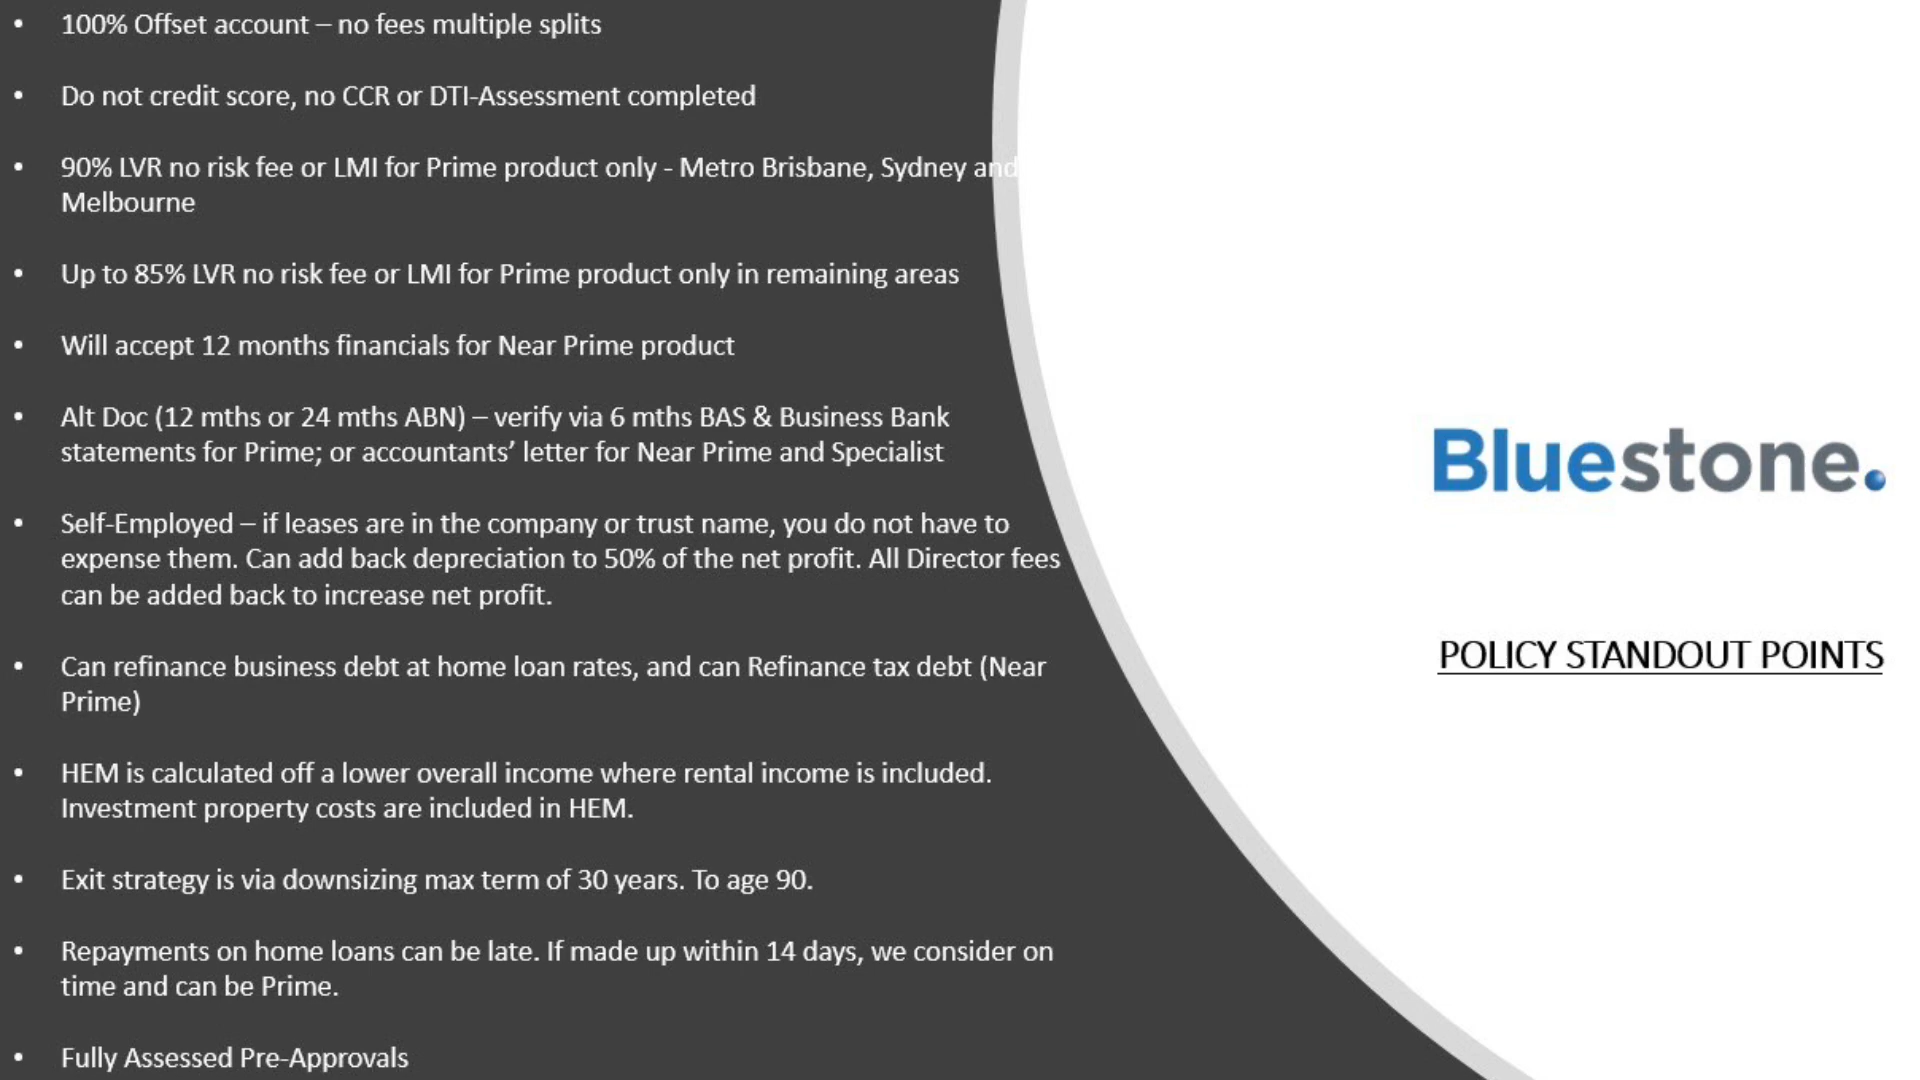 • 100% Offset account – no fees multiple splits
• Do not credit score, no CCR or DTI-Assessment completed
• 90% LVR no risk fee or LMI for Prime product only - Metro Brisbane, Sydney and
Melbourne
• Up to 85% LVR no risk fee or LMI for Prime product only in remaining areas
• Will accept 12 months financials for Near Prime product
• Alt Doc (12 mths or 24 mths ABN) – verify via 6 mths BAS & Business Bank
statements for Prime; or accountants’ letter for Near Prime and Specialist
• Self-Employed – if leases are in the company or trust name, you do not have to
expense them. Can add back depreciation to 50% of the net profit. All Director fees
can be added back to increase net profit.
• Can refinance business debt at home loan rates, and can Refinance tax debt (Near
Prime)
• HEM is calculated off a lower overall income where rental income is included.
Investment property costs are included in HEM.
• Exit strategy is via downsizing max term of 30 years. To age 90.
• Repayments on home loans can be late. If made up within 14 days, we consider on
time and can be Prime.
• Fully Assessed Pre-Approvals
Bluestone.
POLICY STANDOUT POINTS